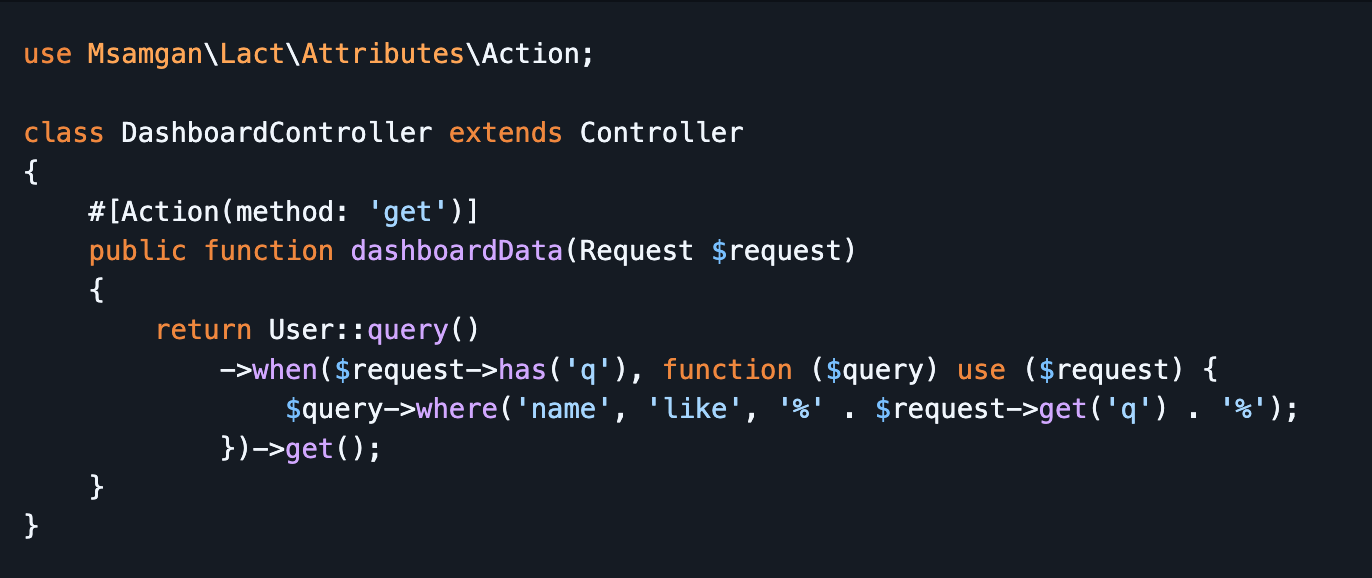 use Msamgan\Lact\Attributes\Action;

class DashboardController extends Controller
{
    #[Action(method: 'get')]
    public function dashboardData(Request $request)
    {
        return User::query()
            ->when($request->has('q'), function ($query) use ($request) {
                $query->where('name', 'like', '%' . $request->get('q') . '%');
            })->get();
    }
}